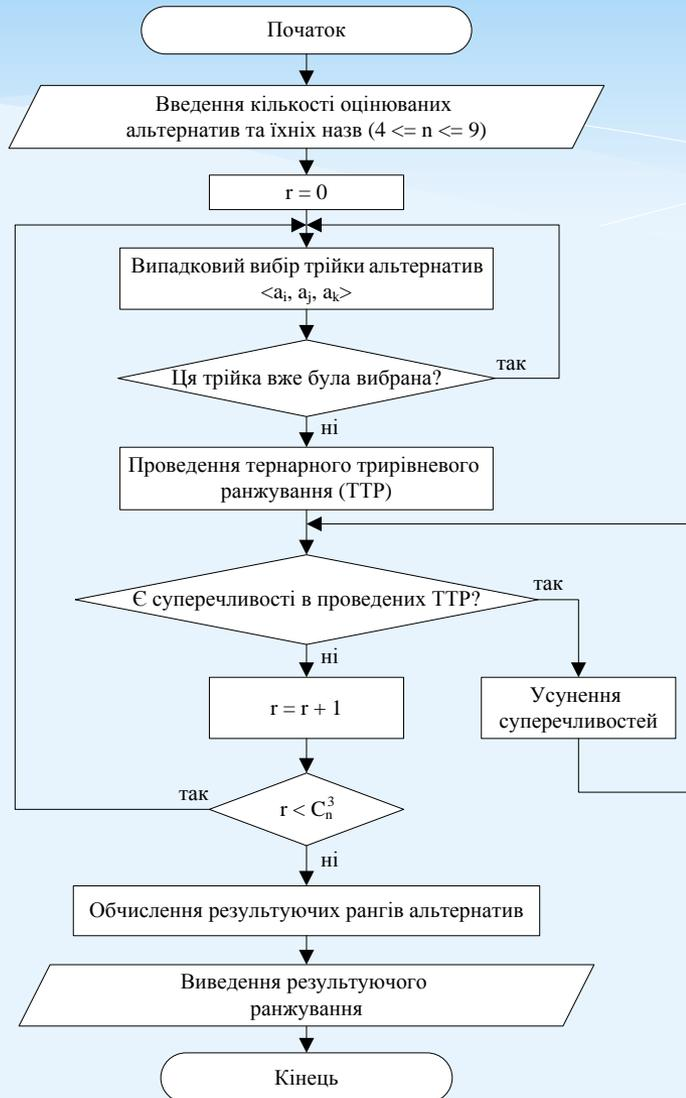 Початок
Введення кількості оцінюваних
альтернатив та їхніх назв (4 <= n <= 9)
r = 0
Випадковий вибір трійки альтернатив
<aᵢ, aⱼ, aₖ>
Ця трійка вже була вибрана?
так
ні
Проведення тернарного трирівневого
ранжування (ТТР)
Є суперечливості в проведених ТТР?
так
ні
r = r + 1
Усунення
суперечливостей
так
r < Cₙ³
ні
Обчислення результуючих рангів альтернатив
Виведення результуючого
ранжування
Кінець